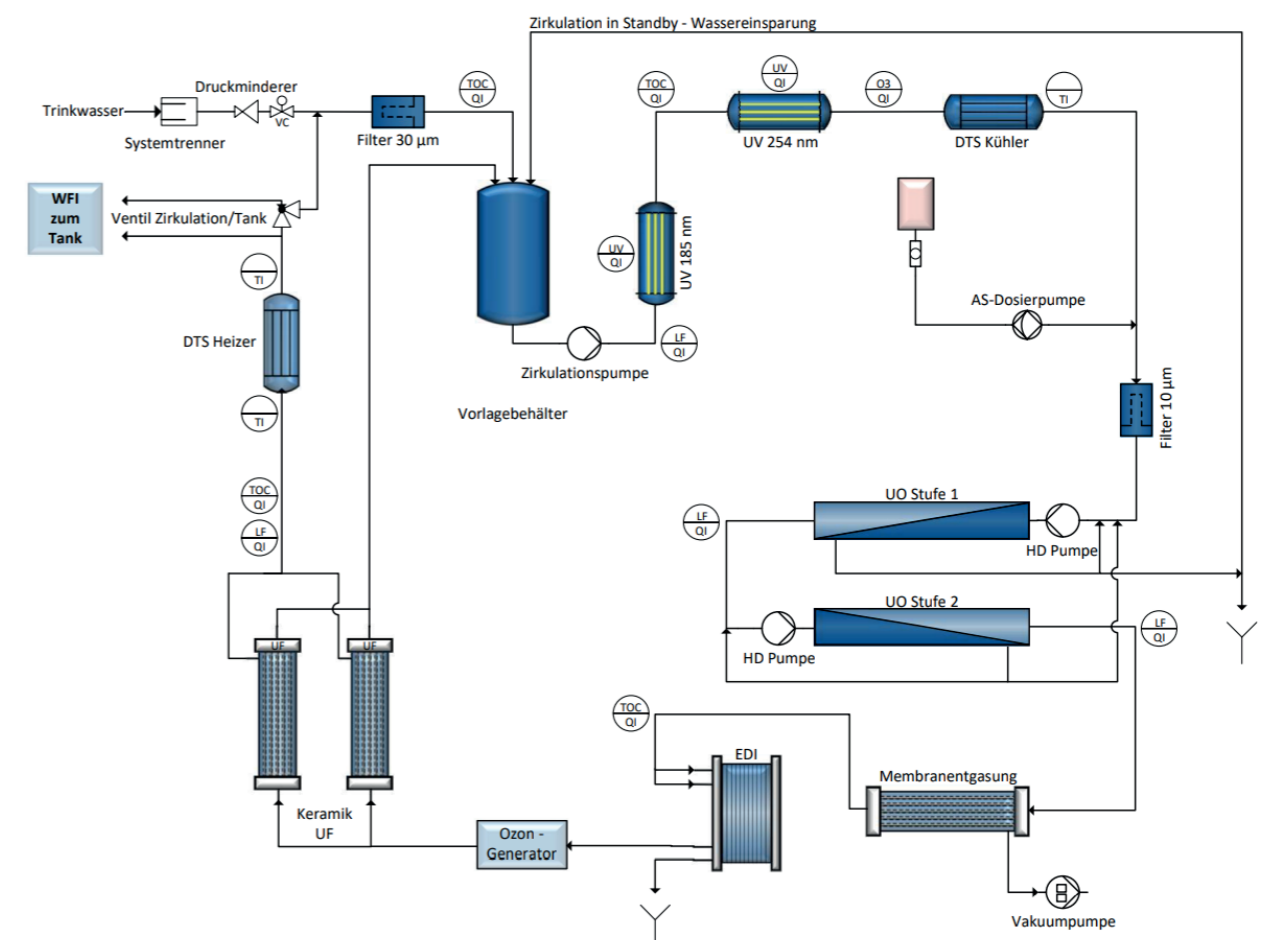 Zirkulation in Standby - Wassereinsparung
Druckminderer
Trinkwasser
VC
Systemtrenner
Filter 30 µm
TOC
QI
TOC
QI
UV
QI
UV 254 nm
O3
QI
DTS Kühler
TI
WFI
zum
Tank
Ventil Zirkulation/Tank
TI
DTS Heizer
TI
UV
QI
UV 185 nm
LF
QI
Zirkulationspumpe
Vorlagebehälter
AS-Dosierpumpe
Filter 10 µm
TOC
QI
LF
QI
UO Stufe 1
LF
QI
HD Pumpe
UO Stufe 2
HD Pumpe
LF
QI
UF
UF
Keramik
UF
TOC
QI
EDI
Ozon -
Generator
Membranentgasung
Vakuumpumpe